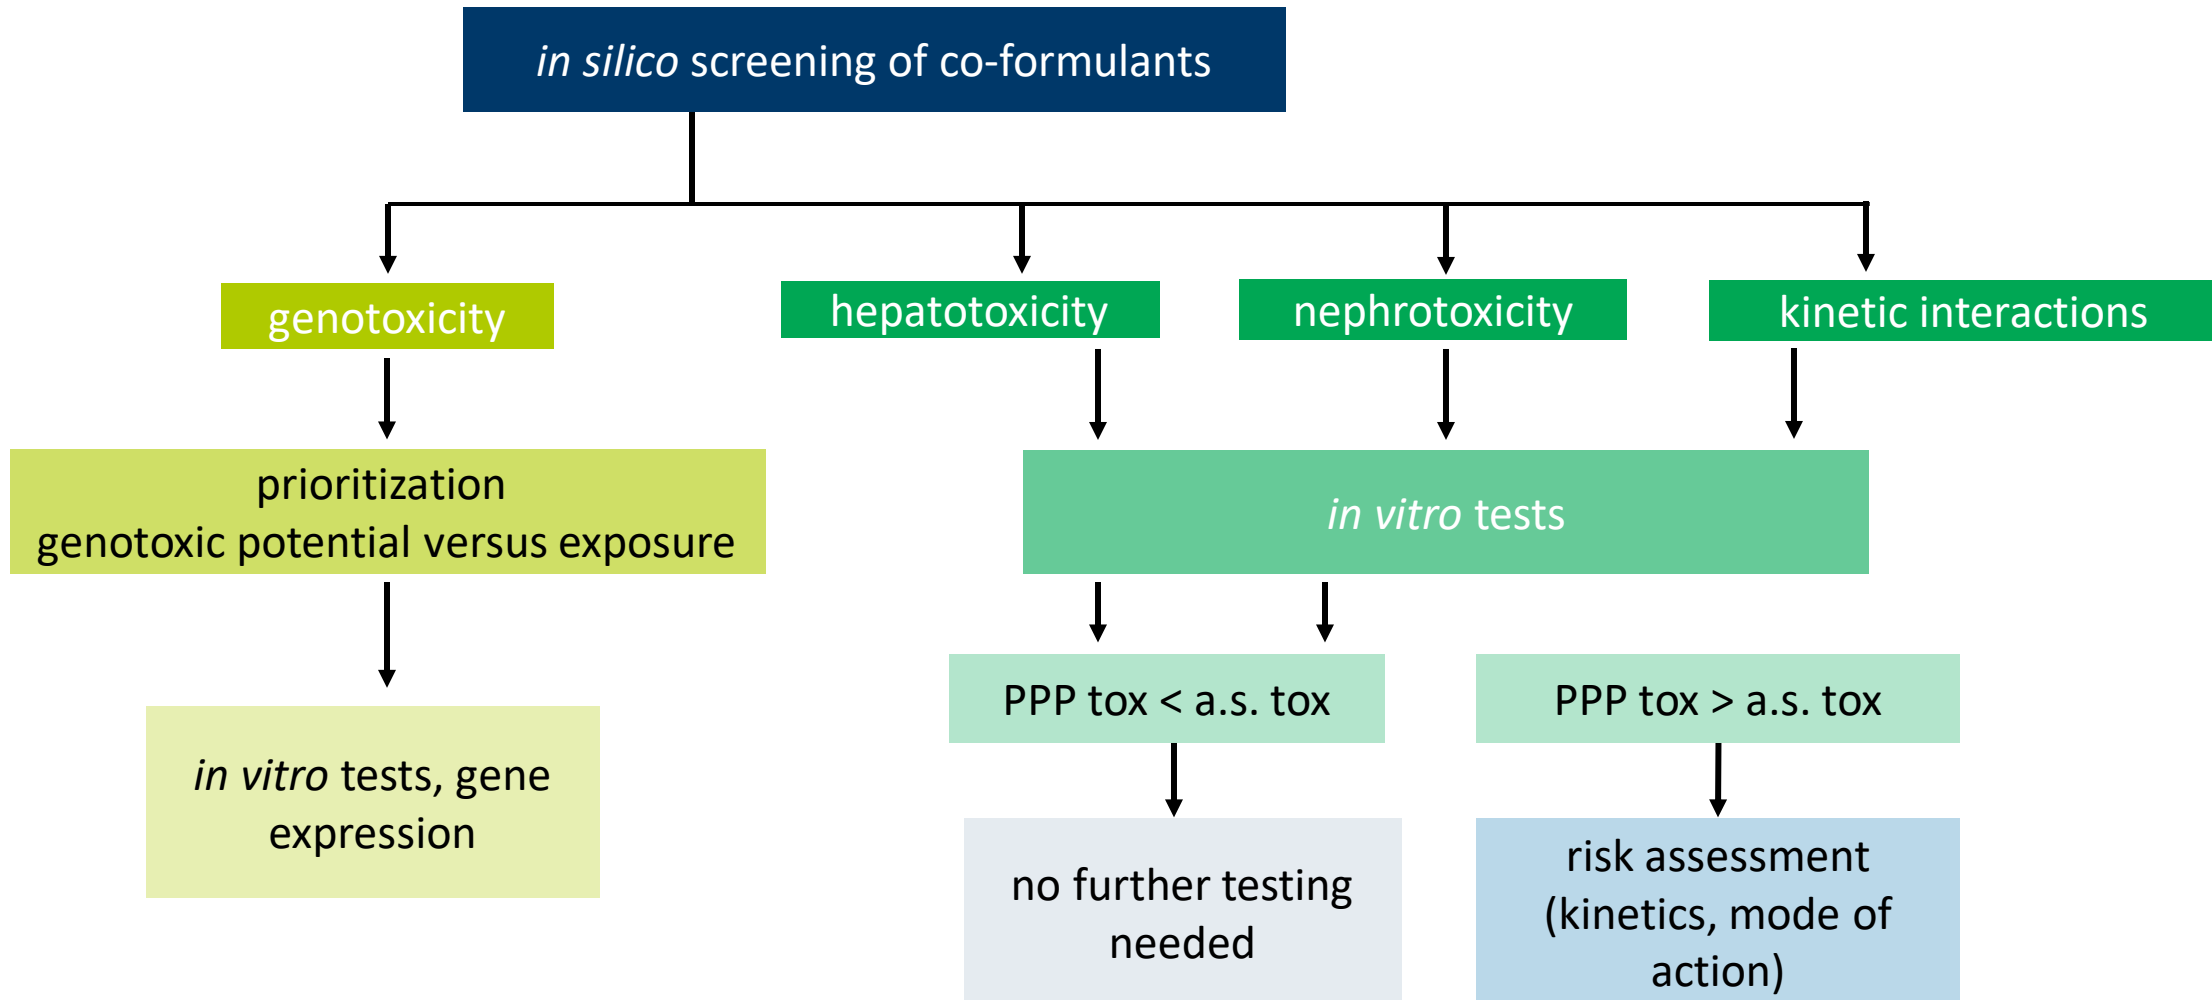 in silico screening of co-formulants
genotoxicity
hepatotoxicity
nephrotoxicity
kinetic interactions
prioritization
genotoxic potential versus exposure
in vitro tests
in vitro tests, gene
expression
PPP tox < a.s. tox
PPP tox > a.s. tox
no further testing
needed
risk assessment
(kinetics, mode of
action)